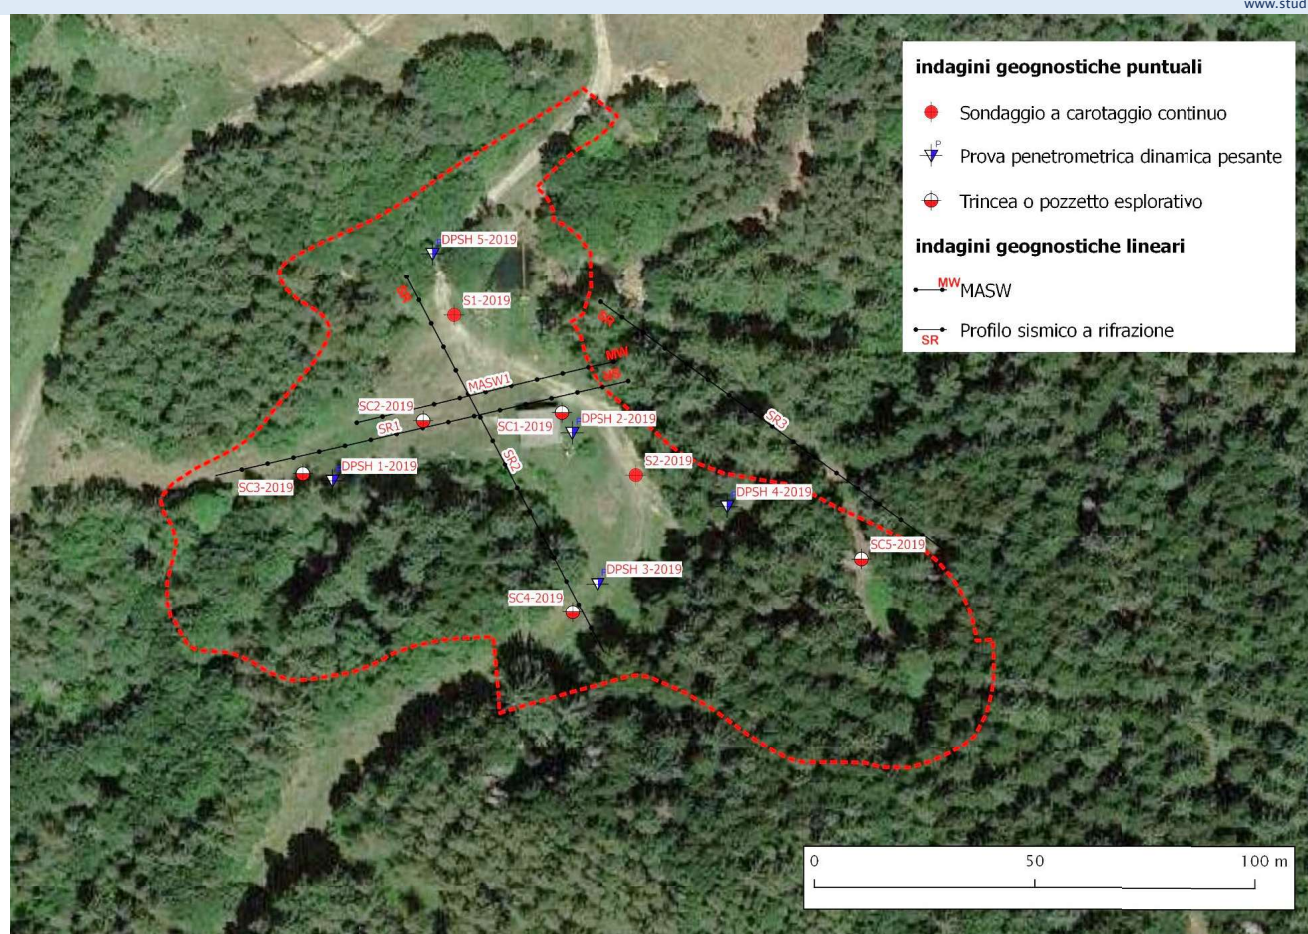 www.stud
indagini geognostiche puntuali
Sondaggio a carotaggio continuo
P
Prova penetrometrica dinamica pesante
Trincea o pozzetto esplorativo
indagini geognostiche lineari
MW
MASW
SR
Profilo sismico a rifrazione
DPSH 5-2019
SR
S1-2019
SR
MW
SR
MASW1
SC2-2019
SR1
SC1-2019
DPSH 2-2019
SR3
SR2
S2-2019
DPSH 1-2019
SC3-2019
DPSH 4-2019
SC5-2019
DPSH 3-2019
SC4-2019
0 50 100 m